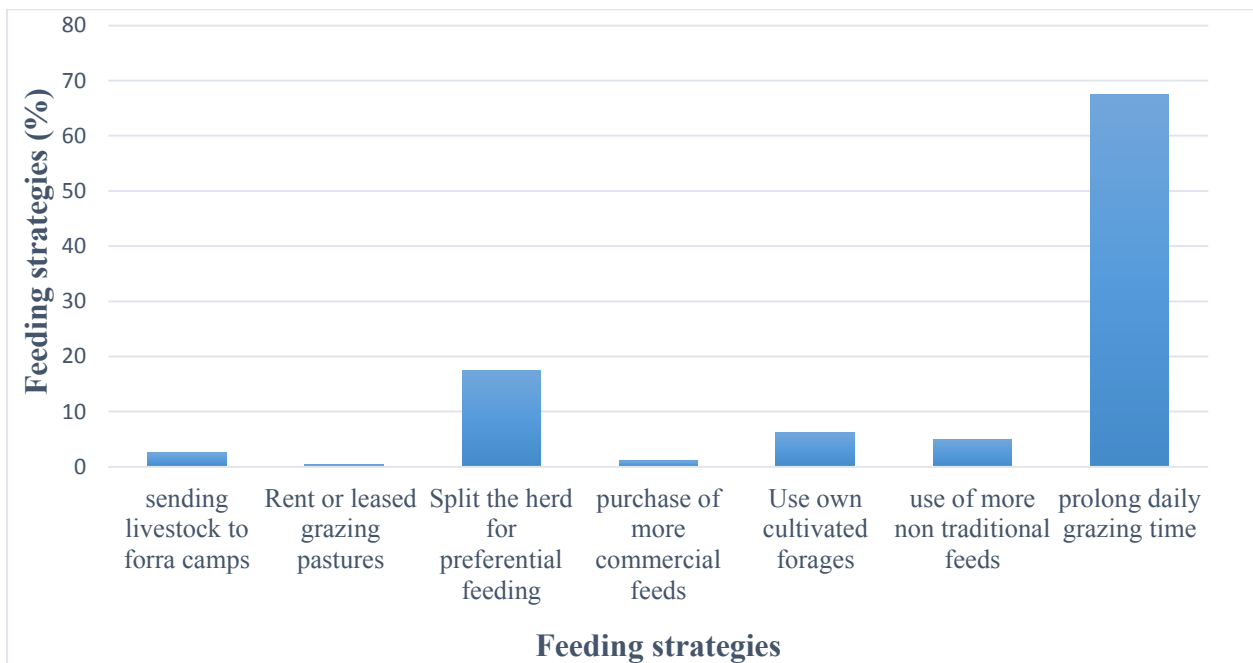 80
70
60
50
40
30
20
10
0
Feeding strategies (%)
sending
livestock to
forra camps
Rent or leased
grazing
pastures
Split the herd
for
preferential
feeding
purchase of
more
commercial
feeds
Use own
cultivated
forages
use of more
non traditional
feeds
prolong daily
grazing time
Feeding strategies